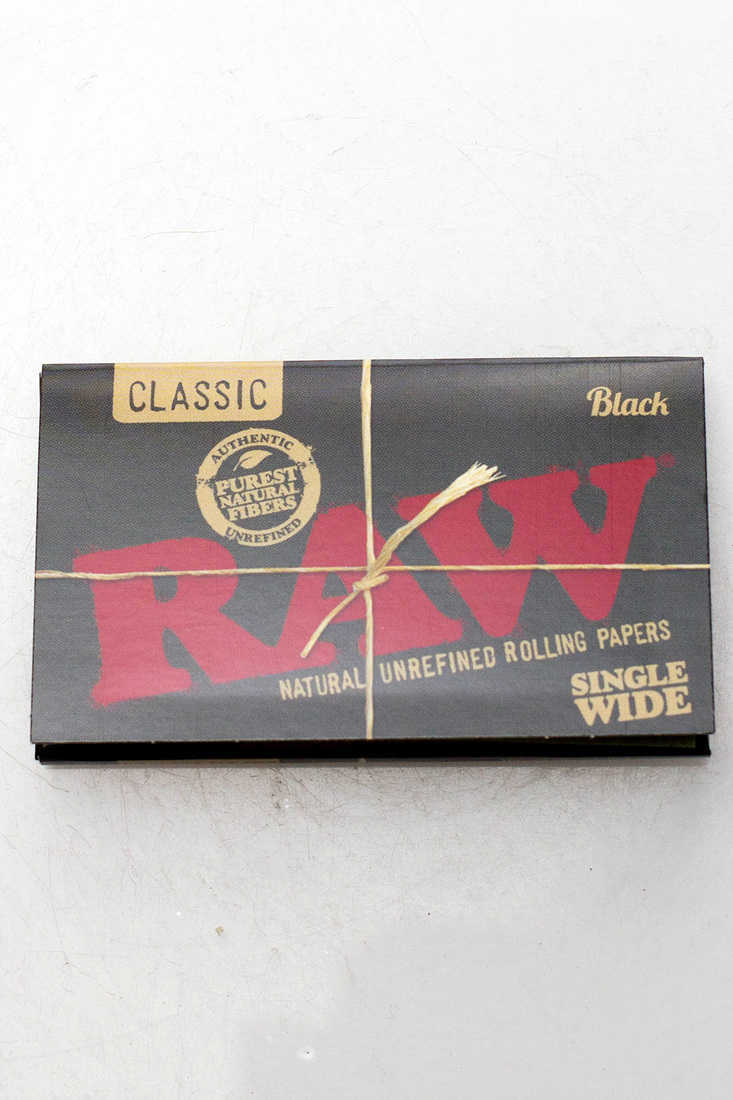 CLASSIC
Black
AUTHENTIC
PUREST
NATURAL
FIBERS
UNREFINED
RAW
NATURAL UNREFINED ROLLING PAPERS
SINGLE
WIDE